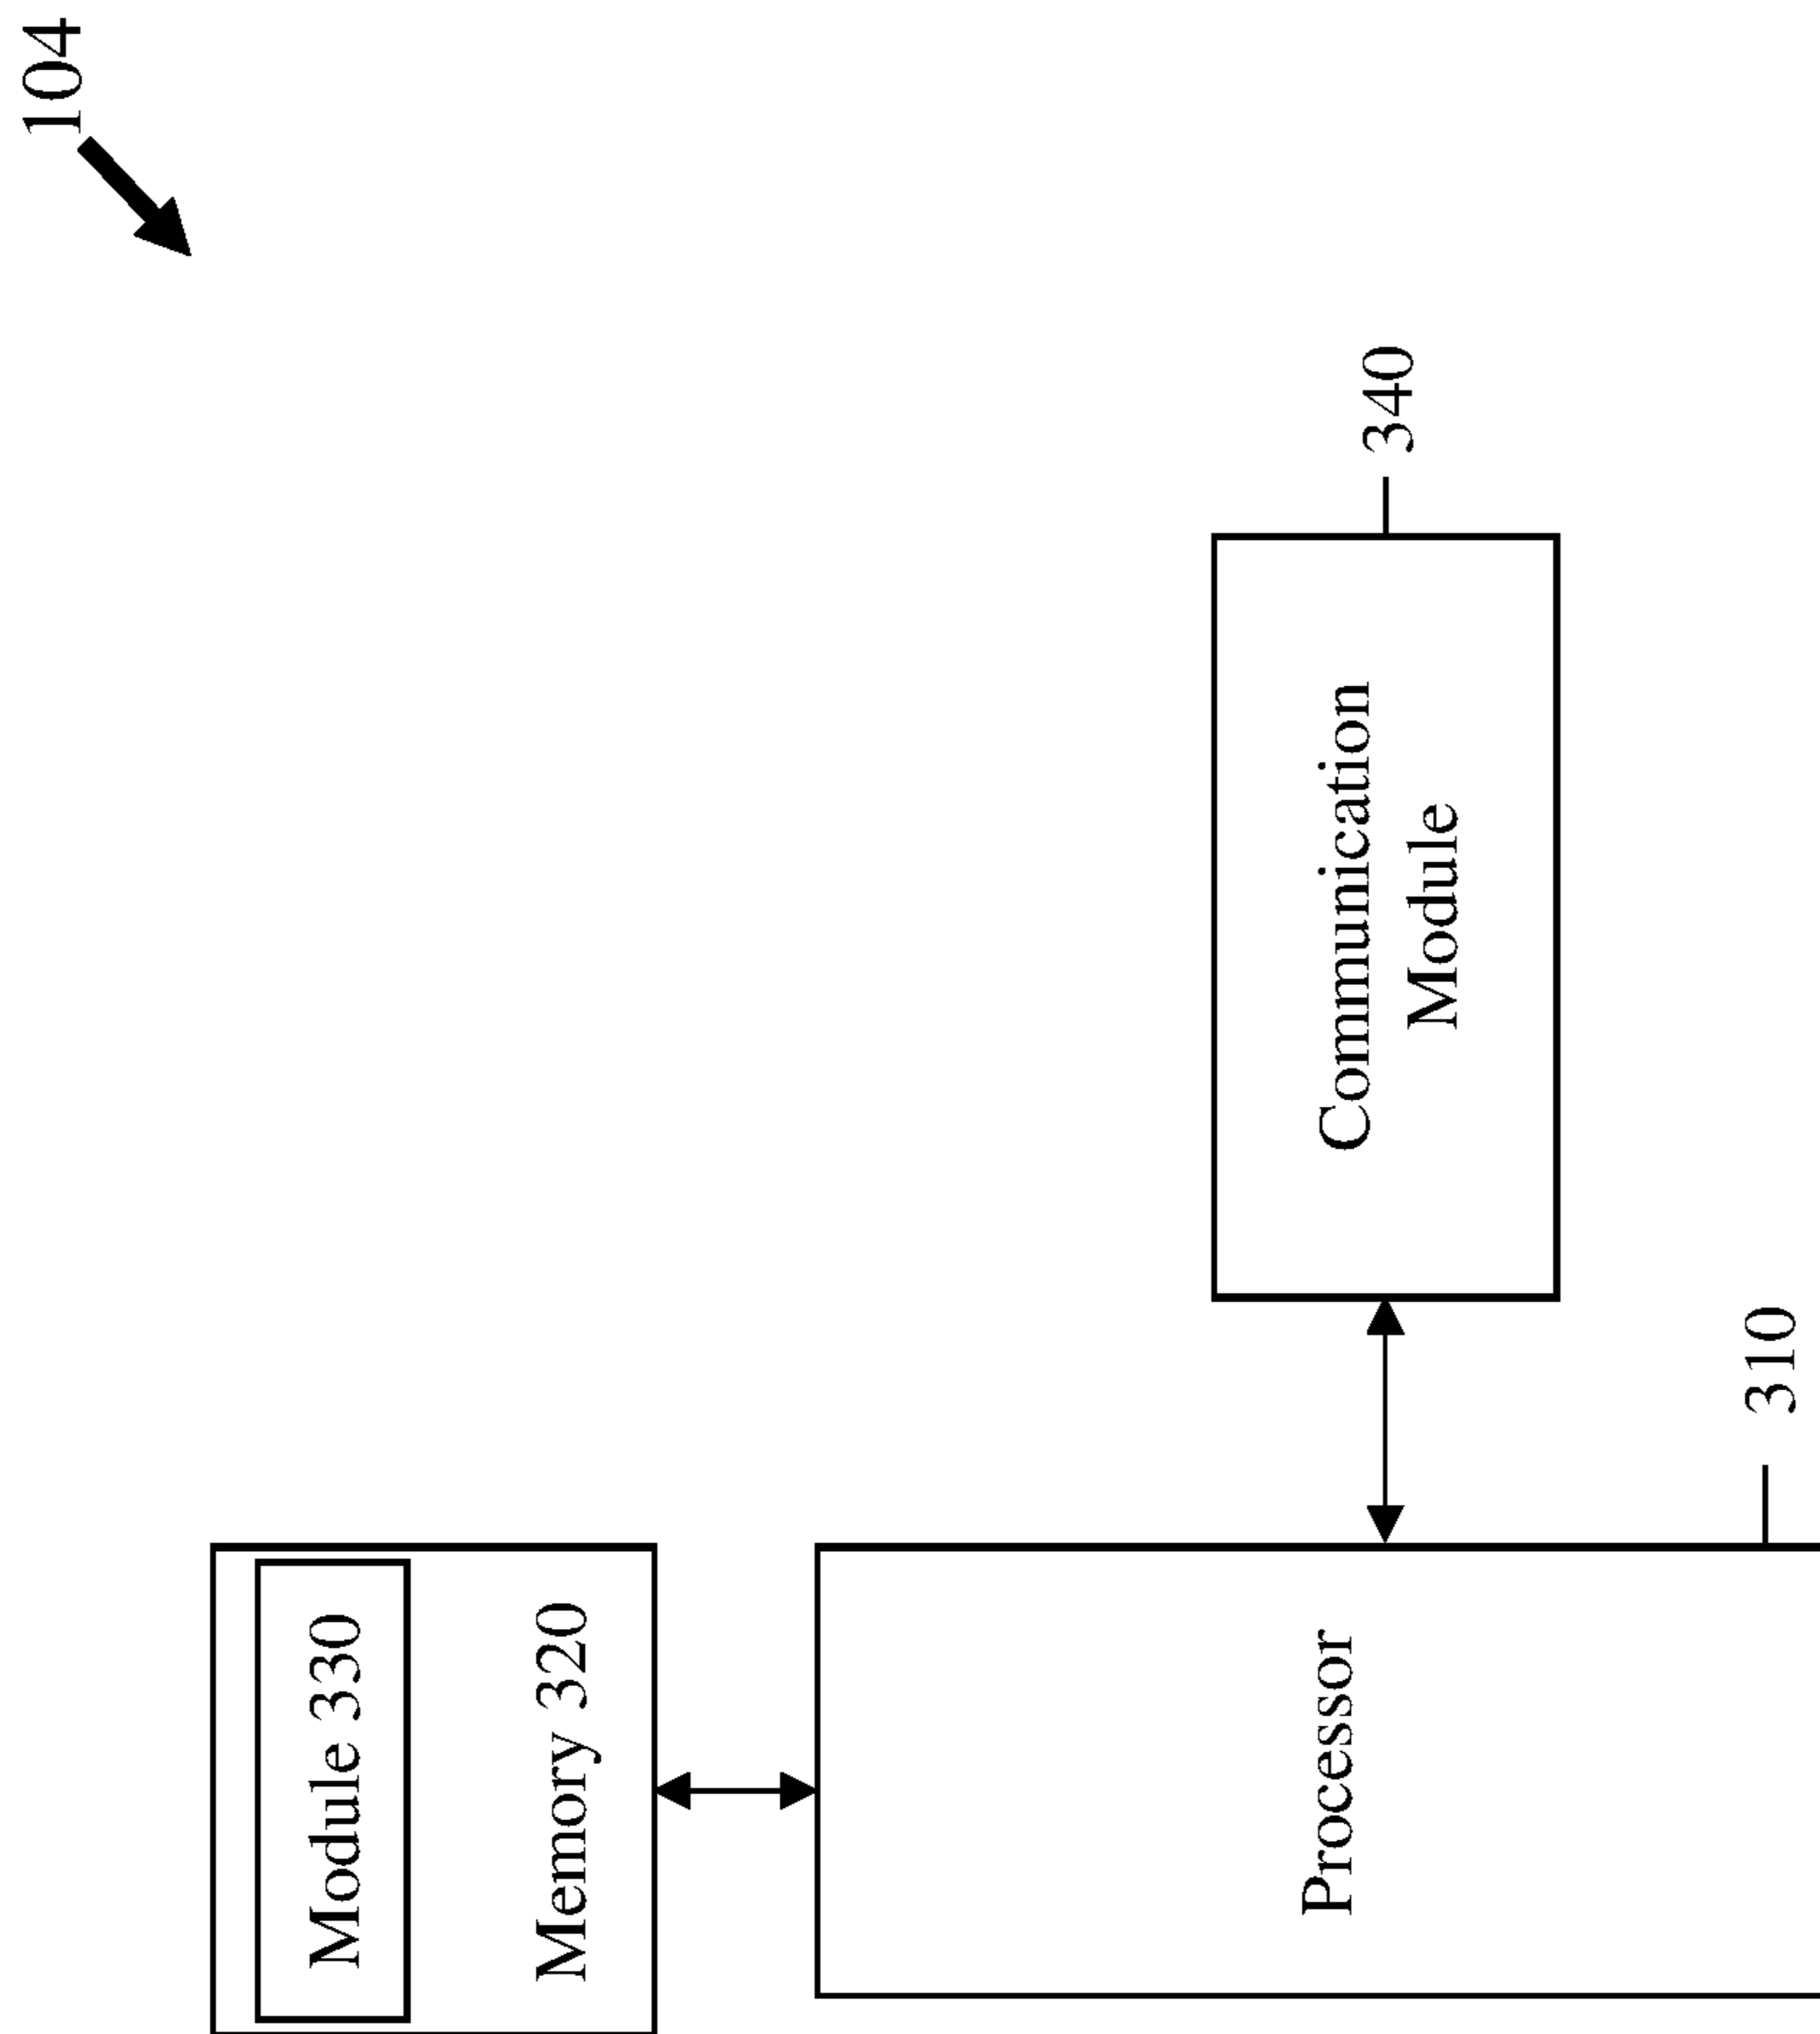 104
Module 330
Memory 320
Processor
310
Communication
Module
340